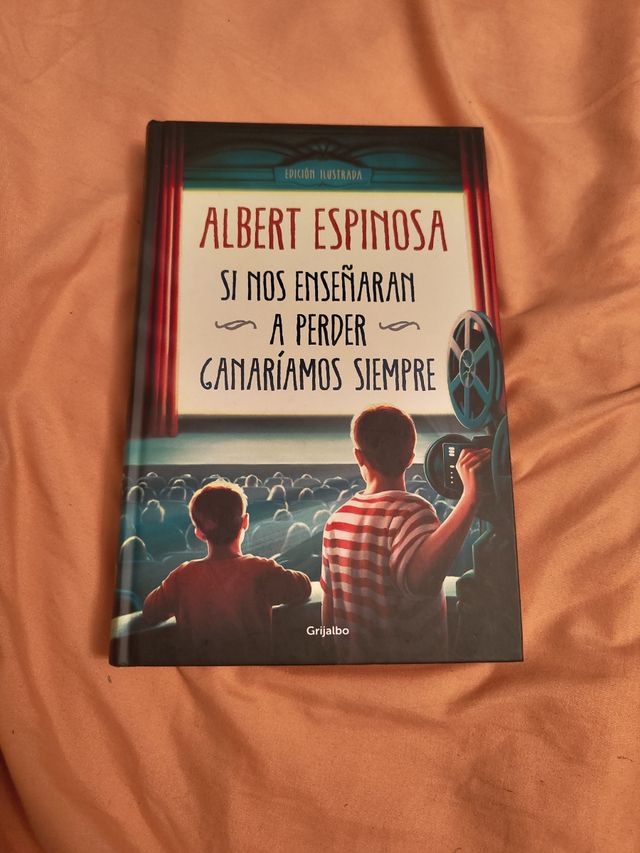 EDICIÓN ILUSTRADA
ALBERT ESPINOSA
SI NOS ENSEÑARAN
A PERDER
GANARÍAMOS SIEMPRE
Grijalbo